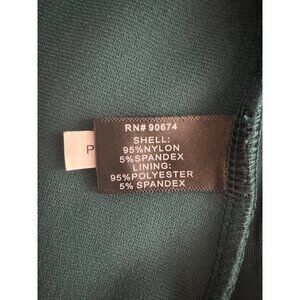 RN# 90674
SHELL:
95%NYLON
5%SPANDEX
LINING:
95%POLYESTER
5% SPANDEX
P